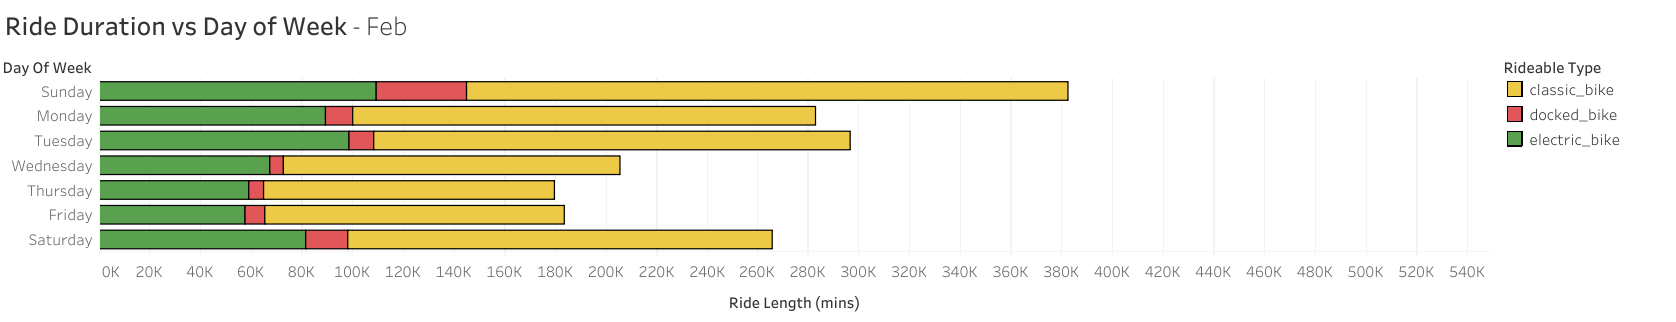 Ride Duration vs Day of Week - Feb
Day Of Week
Sunday
Monday
Tuesday
Wednesday
Thursday
Friday
Saturday
0K 20K 40K 60K 80K 100K 120K 140K 160K 180K 200K 220K 240K 260K 280K 300K 320K 340K 360K 380K 400K 420K 440K 460K 480K 500K 520K 540K
Ride Length (mins)
Rideable Type
classic_bike
docked_bike
electric_bike